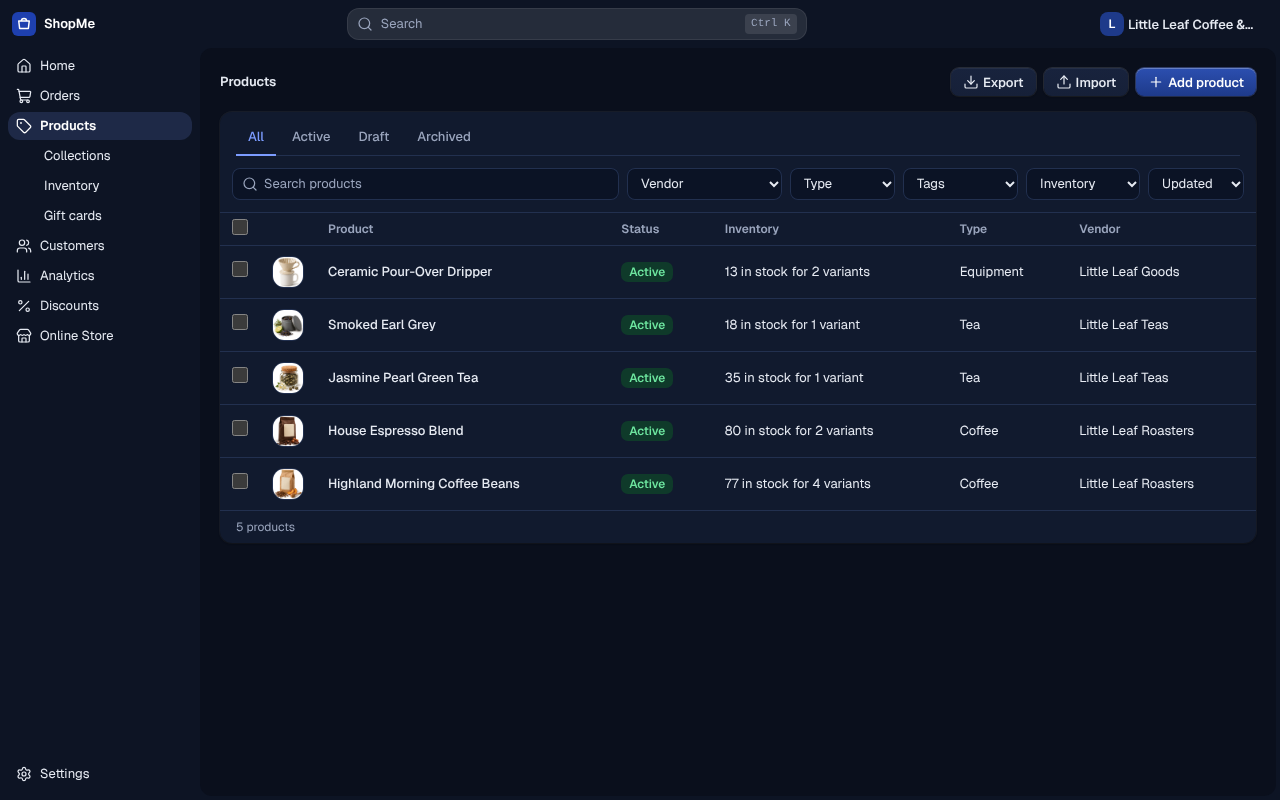 ShopMe
Search
Ctrl K
L
Little Leaf Coffee &...
Home
Orders
Products
Collections
Inventory
Gift cards
Customers
Analytics
Discounts
Online Store
Settings
Products
Export
Import
Add product
All Active Draft Archived
Search products
Vendor
Type
Tags
Inventory
Updated
Product Status Inventory Type Vendor
Ceramic Pour-Over Dripper Active 13 in stock for 2 variants Equipment Little Leaf Goods
Smoked Earl Grey Active 18 in stock for 1 variant Tea Little Leaf Teas
Jasmine Pearl Green Tea Active 35 in stock for 1 variant Tea Little Leaf Teas
House Espresso Blend Active 80 in stock for 2 variants Coffee Little Leaf Roasters
Highland Morning Coffee Beans Active 77 in stock for 4 variants Coffee Little Leaf Roasters
5 products